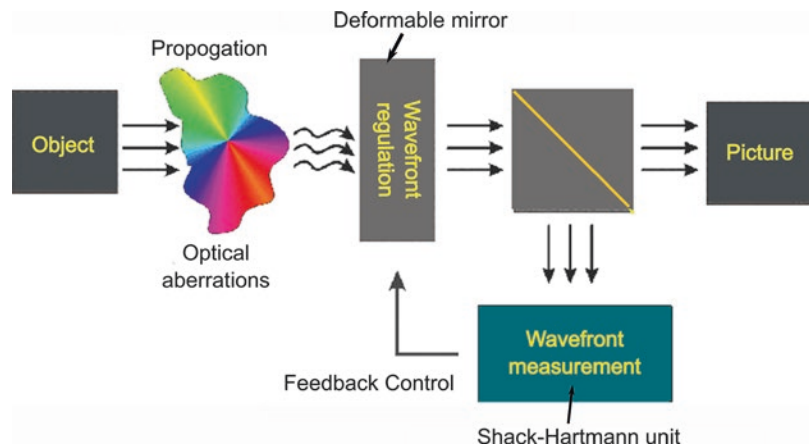 Deformable mirror
Propogation
Object
Wavefront
regulation
Picture
Optical
aberrations
Wavefront
measurement
Feedback Control
Shack-Hartmann unit